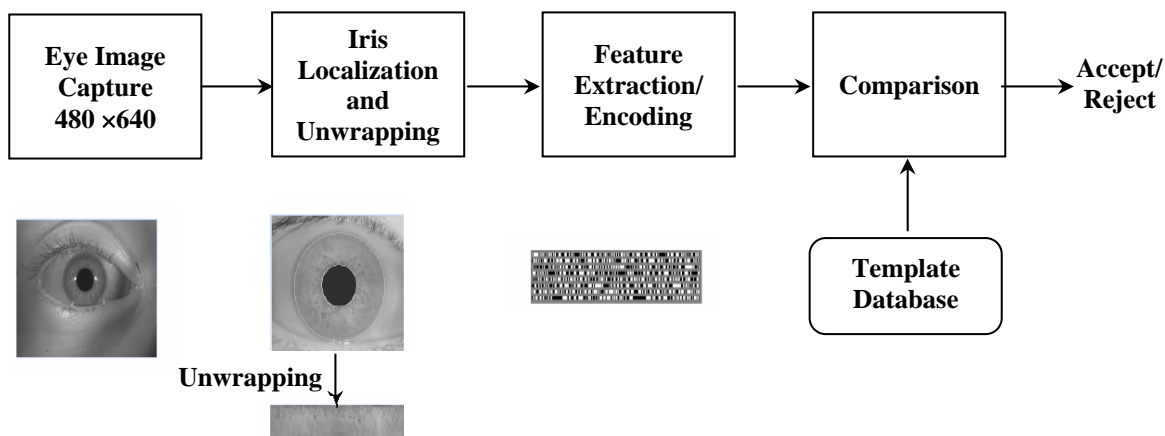 Eye Image
Capture
480 ×640
Iris
Localization
and
Unwrapping
Feature
Extraction/
Encoding
Comparison
Accept/
Reject
Template
Database
Unwrapping